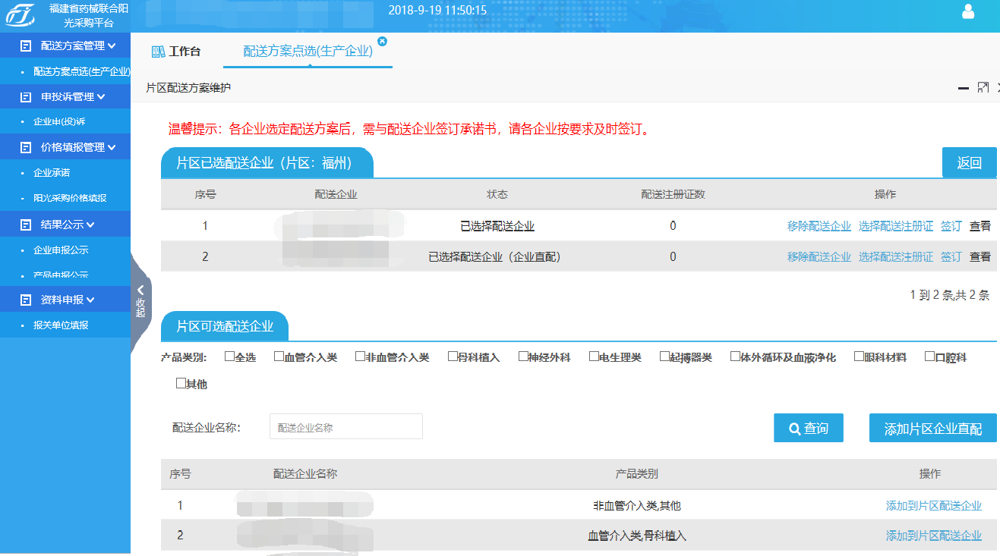 福建省药械联合阳
光采购平台
2018-9-19 11:50:15
配送方案管理
配送方案点选(生产企业)
申投诉管理
企业申(投)诉
价格填报管理
企业承诺
阳光采购价格填报
结果公示
企业申报公示
产品申报公示
资料申报
报关单位填报
收起
工作台
配送方案点选(生产企业)
片区配送方案维护
温馨提示：各企业选定配送方案后，需与配送企业签订承诺书，请各企业按要求及时签订。
片区已选配送企业（片区：福州） 返回
序号 配送企业 状态 配送注册证数 操作
1 已选择配送企业 0 移除配送企业 选择配送注册证 签订 查看
2 已选择配送企业（企业直配） 0 移除配送企业 选择配送注册证 签订 查看
1 到 2 条,共 2 条
片区可选配送企业
产品类别: 全选 血管介入类 非血管介入类 骨科植入 神经外科 电生理类 起搏器类 体外循环及血液净化 眼科材料 口腔科
其他
配送企业名称： 配送企业名称 查询 添加片区企业直配
序号 配送企业名称 产品类别 操作
1 非血管介入类,其他 添加到片区配送企业
2 血管介入类,骨科植入 添加到片区配送企业